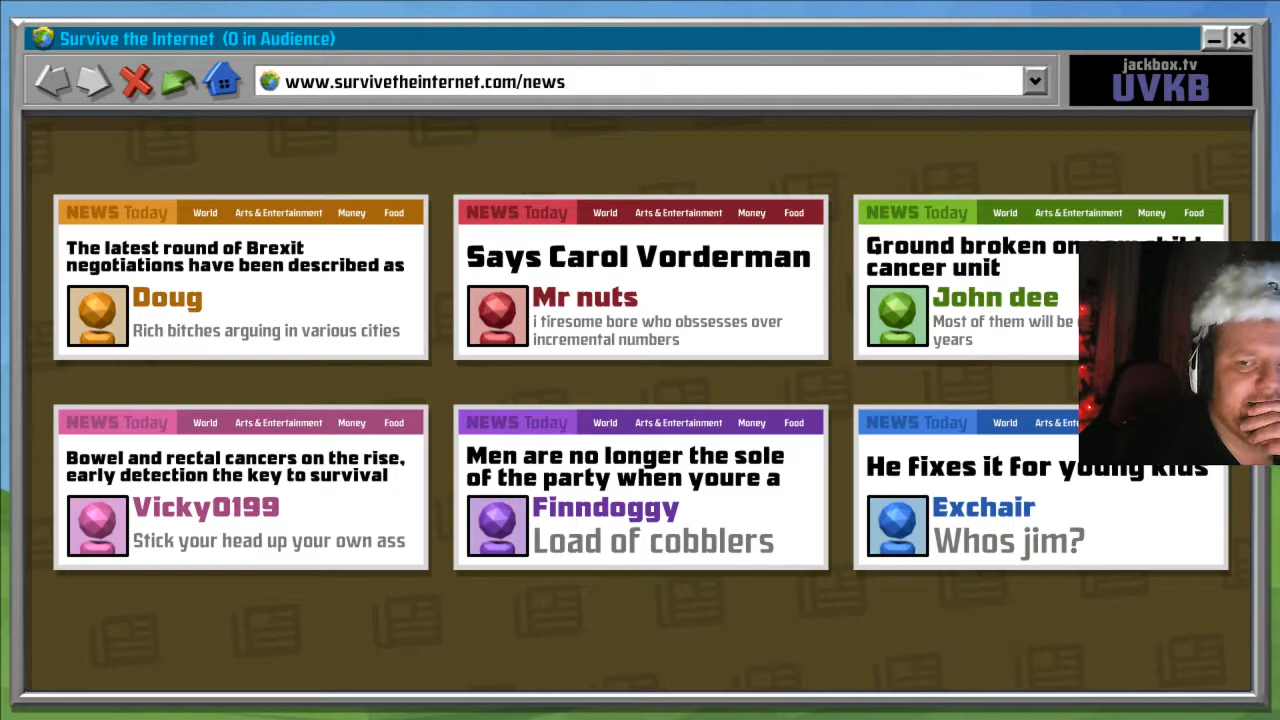 Survive the Internet (0 in Audience)
www.survivetheinternet.com/news
jackbox.tv
UVKB
NEWS Today World Arts & Entertainment Money Food
The latest round of Brexit
negotiations have been described as
Doug
Rich bitches arguing in various cities
NEWS Today World Arts & Entertainment Money Food
Says Carol Vorderman
Mr nuts
i tiresome bore who obssesses over
incremental numbers
NEWS Today World Arts & Entertainment Money Food
Ground broken on
cancer unit
John dee
Most of them will be
years
NEWS Today World Arts & Entertainment Money Food
Bowel and rectal cancers on the rise,
early detection the key to survival
Vicky0199
Stick your head up your own ass
NEWS Today World Arts & Entertainment Money Food
Men are no longer the sole
of the party when youre a
Finndoggy
Load of cobblers
NEWS Today World Arts &
He fixes it for young kids
Exchair
Whos jim?